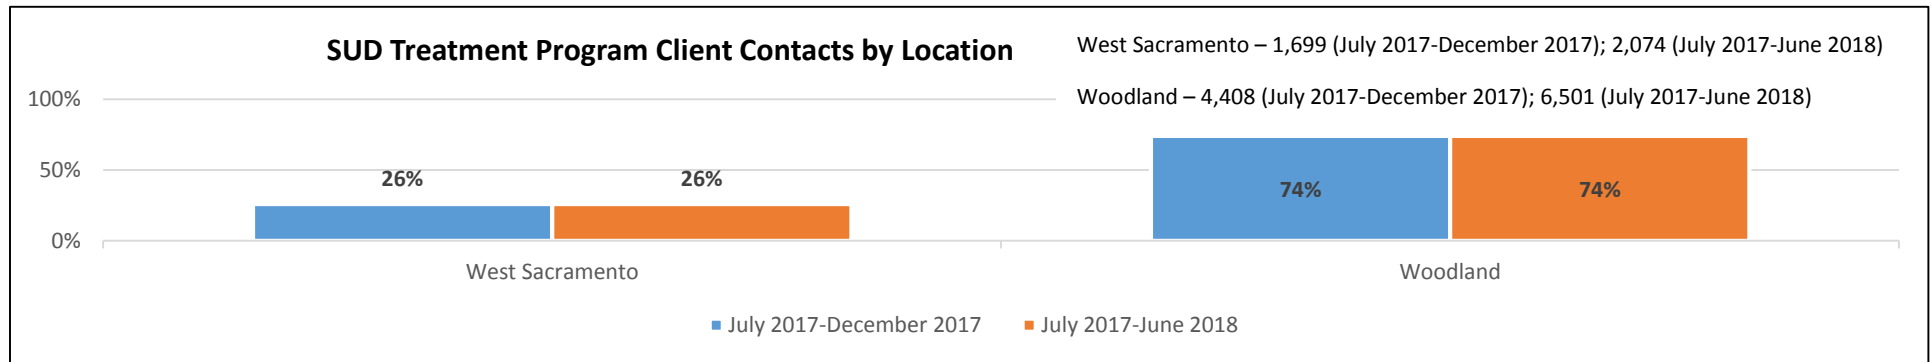 SUD Treatment Program Client Contacts by Location
West Sacramento – 1,699 (July 2017-December 2017); 2,074 (July 2017-June 2018)
Woodland – 4,408 (July 2017-December 2017); 6,501 (July 2017-June 2018)
100%
50%
0%
26%
26%
74%
74%
West Sacramento
Woodland
July 2017-December 2017
July 2017-June 2018